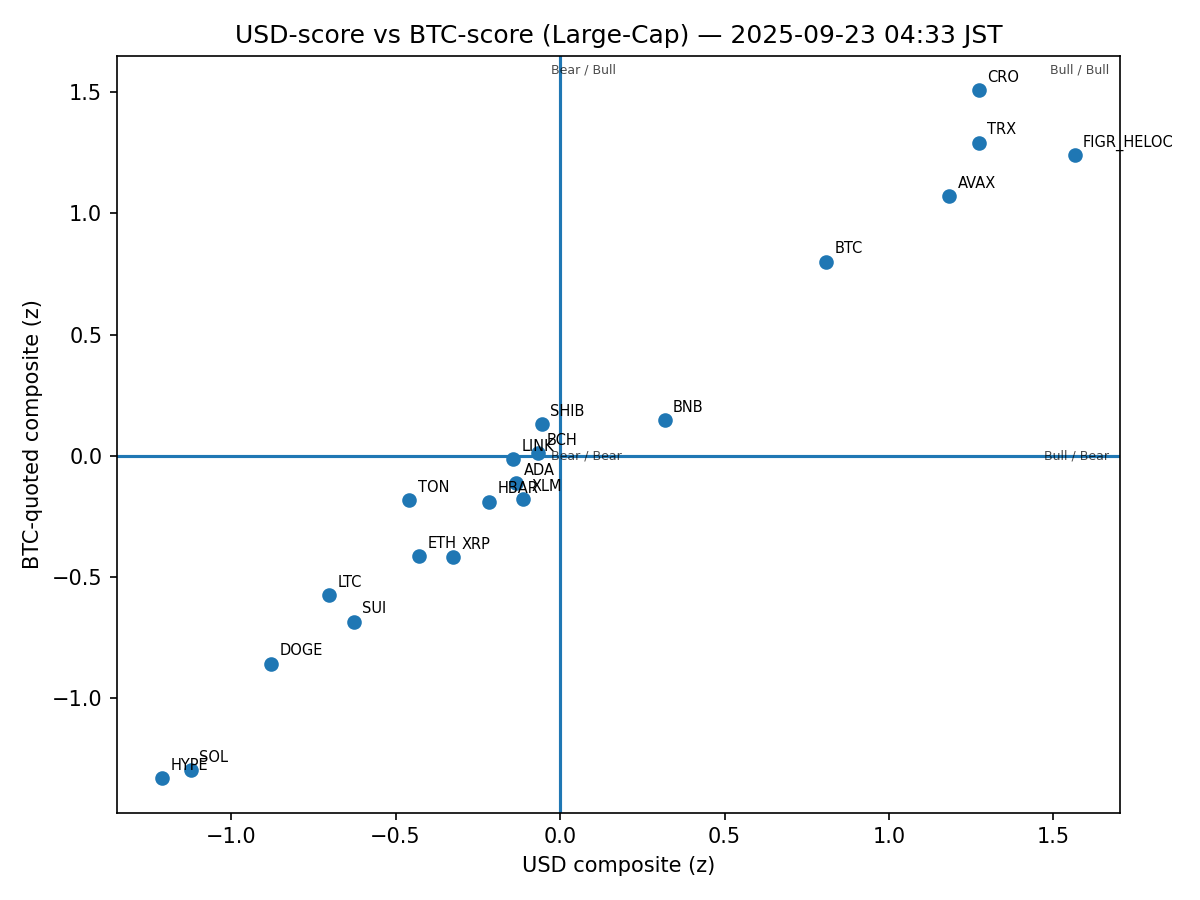 USD-score vs BTC-score (Large-Cap) — 2025-09-23 04:33 JST
Bear / Bull
Bull / Bull
CRO
TRX
FIGR_HELOC
AVAX
BTC
BNB
SHIB
BCH
LINK
Bear / Bear
Bull / Bear
ADA
XLM
HBAR
TON
ETH
XRP
LTC
SUI
DOGE
SOL
HYPE
1.5
1.0
0.5
0.0
−0.5
−1.0
BTC-quoted composite (z)
−1.0
−0.5
0.0
0.5
1.0
1.5
USD composite (z)